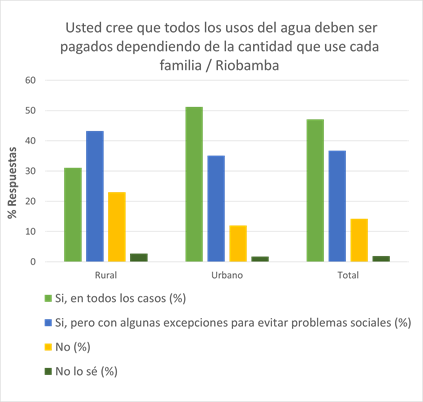 Usted cree que todos los usos del agua deben ser
pagados dependiendo de la cantidad que use cada
familia / Riobamba
60
50
40
30
20
10
0
% Respuestas
Rural Urbano Total
Si, en todos los casos (%)
Si, pero con algunas excepciones para evitar problemas sociales (%)
No (%)
No lo sé (%)